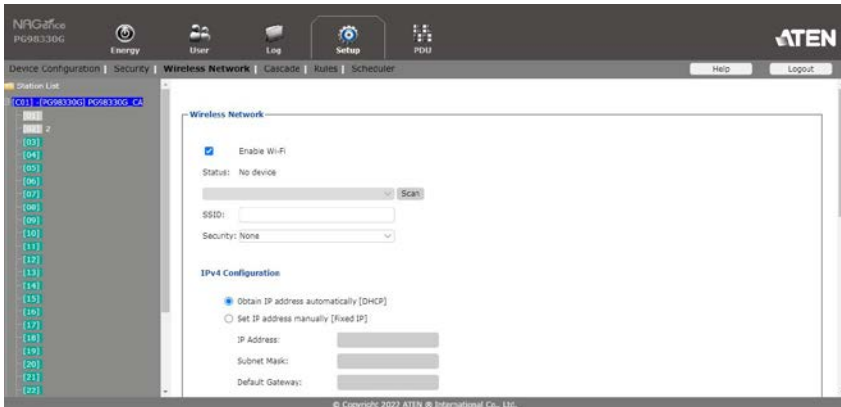 NRGence
PG98330G
Energy
User
Log
Setup
PDU
ATEN
Device Configuration | Security | Wireless Network | Cascade | Rules | Scheduler
Help
Logout
Station List
[C01] -[PG98330G] PG98330G_CA
[01]
[02] 2
[03]
[04]
[05]
[06]
[07]
[08]
[09]
[10]
[11]
[12]
[13]
[14]
[15]
[16]
[17]
[18]
[19]
[20]
[21]
[22]
Wireless Network
Enable Wi-Fi
Status: No device
Scan
SSID:
Security: None
IPv4 Configuration
Obtain IP address automatically [DHCP]
Set IP address manually [Fixed IP]
IP Address:
Subnet Mask:
Default Gateway:
© Copyright 2022 ATEN ® International Co., Ltd.